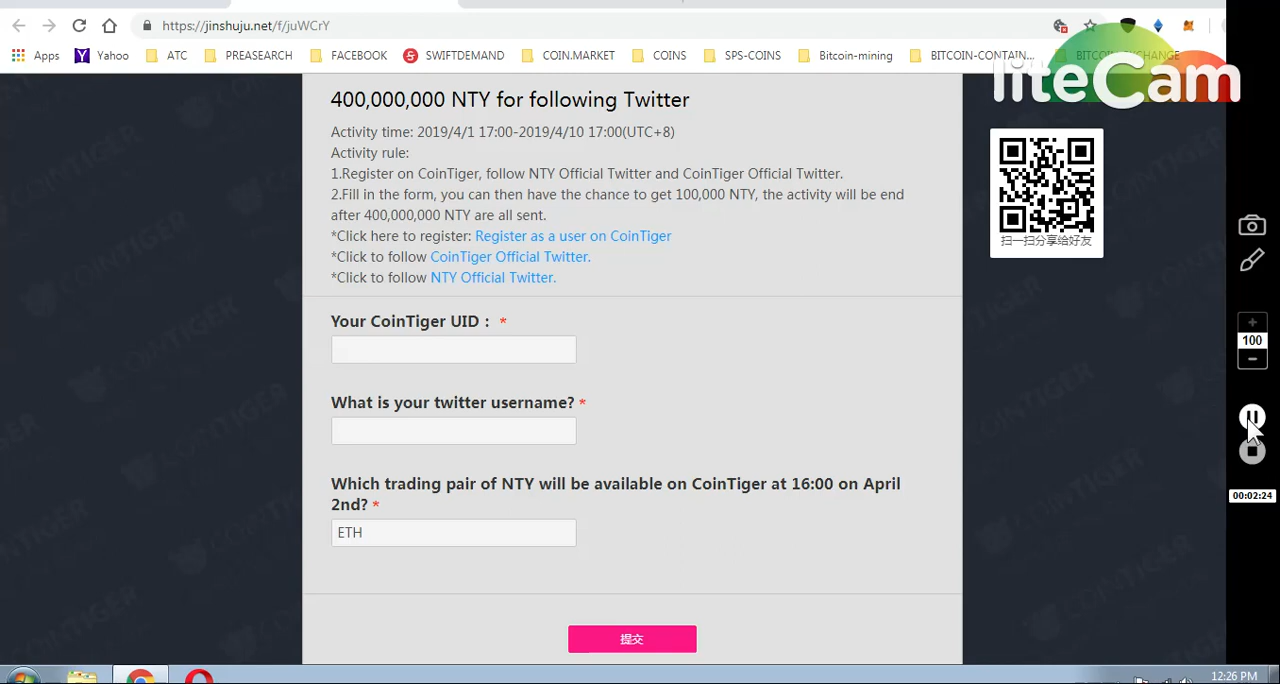 https://jinshuju.net/f/juWCrY
Apps Yahoo ATC PREASEARCH FACEBOOK SWIFTDEMAND COIN.MARKET COINS SPS-COINS Bitcoin-mining BITCOIN-CONTAIN... BITCOIN-EXCHANGE
liteCam
400,000,000 NTY for following Twitter
Activity time: 2019/4/1 17:00-2019/4/10 17:00(UTC+8)
Activity rule:
1.Register on CoinTiger, follow NTY Official Twitter and CoinTiger Official Twitter.
2.Fill in the form, you can then have the chance to get 100,000 NTY, the activity will be end
after 400,000,000 NTY are all sent.
*Click here to register: Register as a user on CoinTiger
*Click to follow CoinTiger Official Twitter.
*Click to follow NTY Official Twitter.
扫一扫分享给好友
Your CoinTiger UID： *
What is your twitter username? *
Which trading pair of NTY will be available on CoinTiger at 16:00 on April
2nd? *
ETH
提交
100
00:02:24
12:26 PM